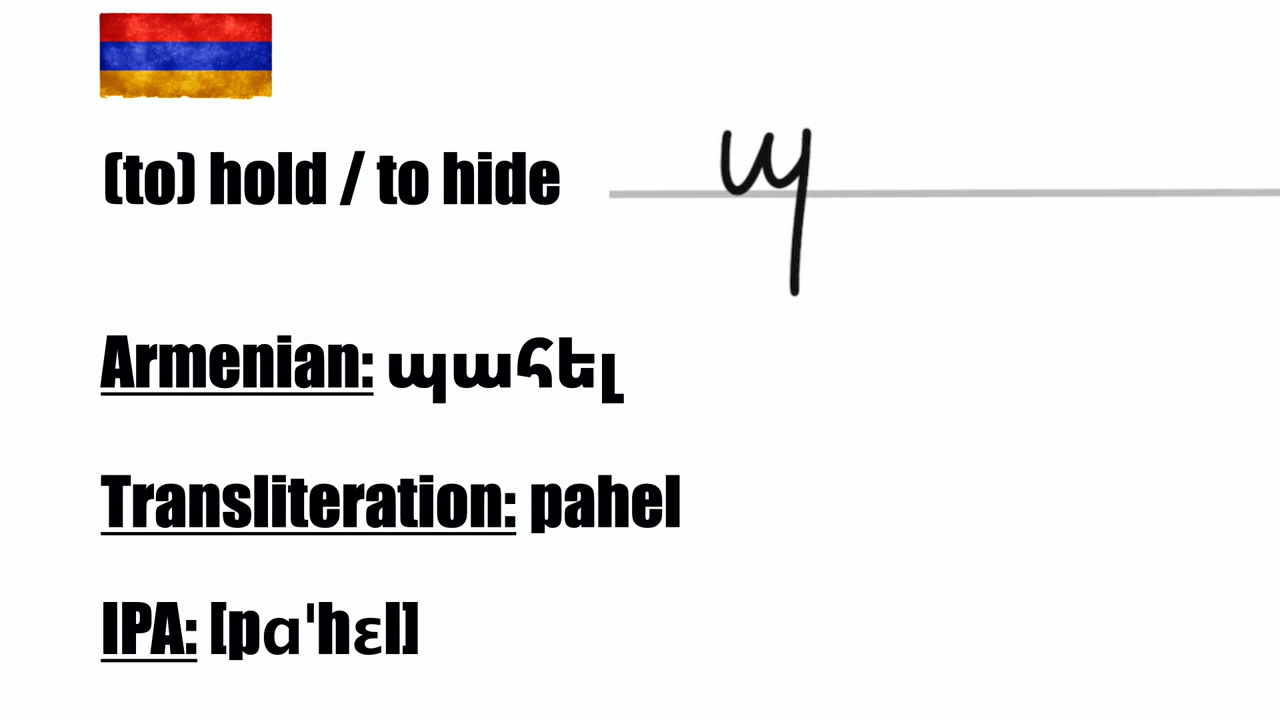 (to) hold / to hide
պ
Armenian: պահել
Transliteration: pahel
IPA: [pɑˈhɛl]